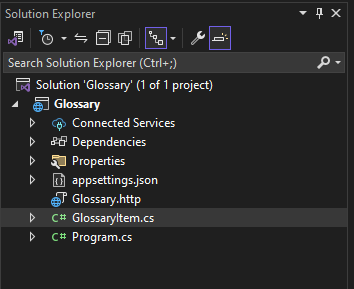 Solution Explorer
Search Solution Explorer (Ctrl+;)
Solution 'Glossary' (1 of 1 project)
Glossary
Connected Services
Dependencies
Properties
appsettings.json
Glossary.http
C# GlossaryItem.cs
C# Program.cs